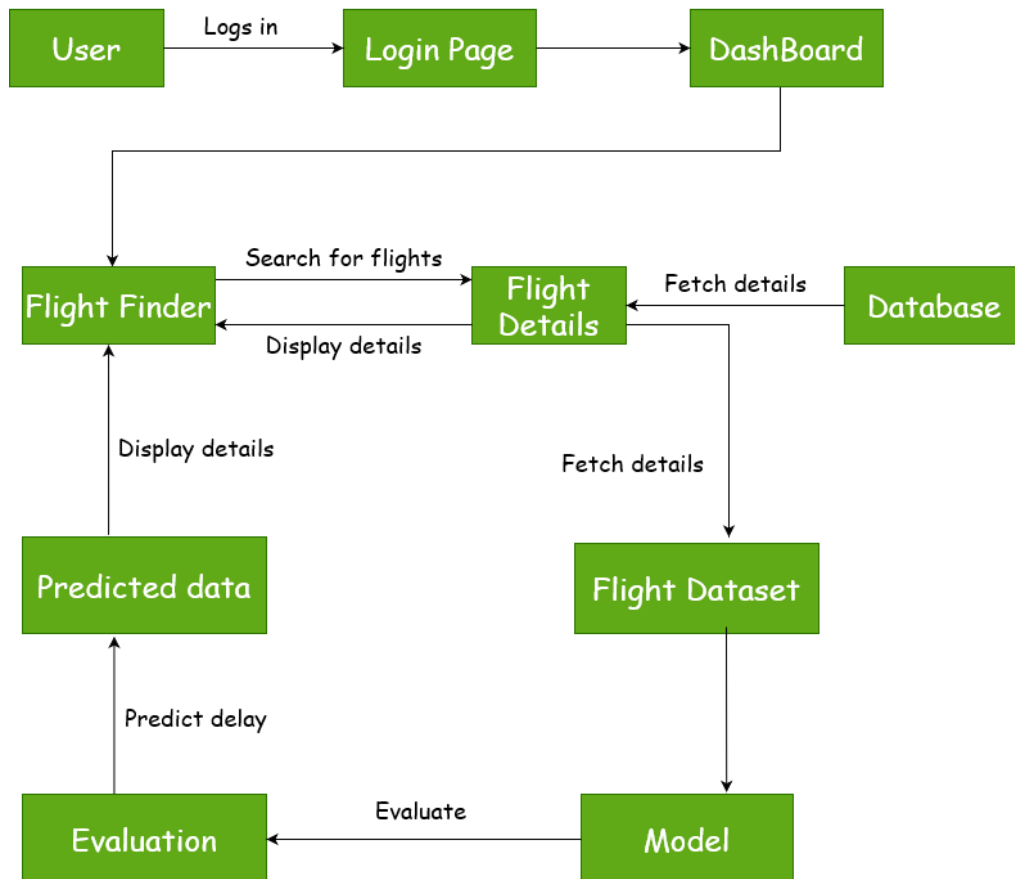 User
Logs in
Login Page
DashBoard
Flight Finder
Search for flights
Display details
Flight
Details
Fetch details
Database
Display details
Fetch details
Predicted data
Flight Dataset
Predict delay
Evaluation
Evaluate
Model